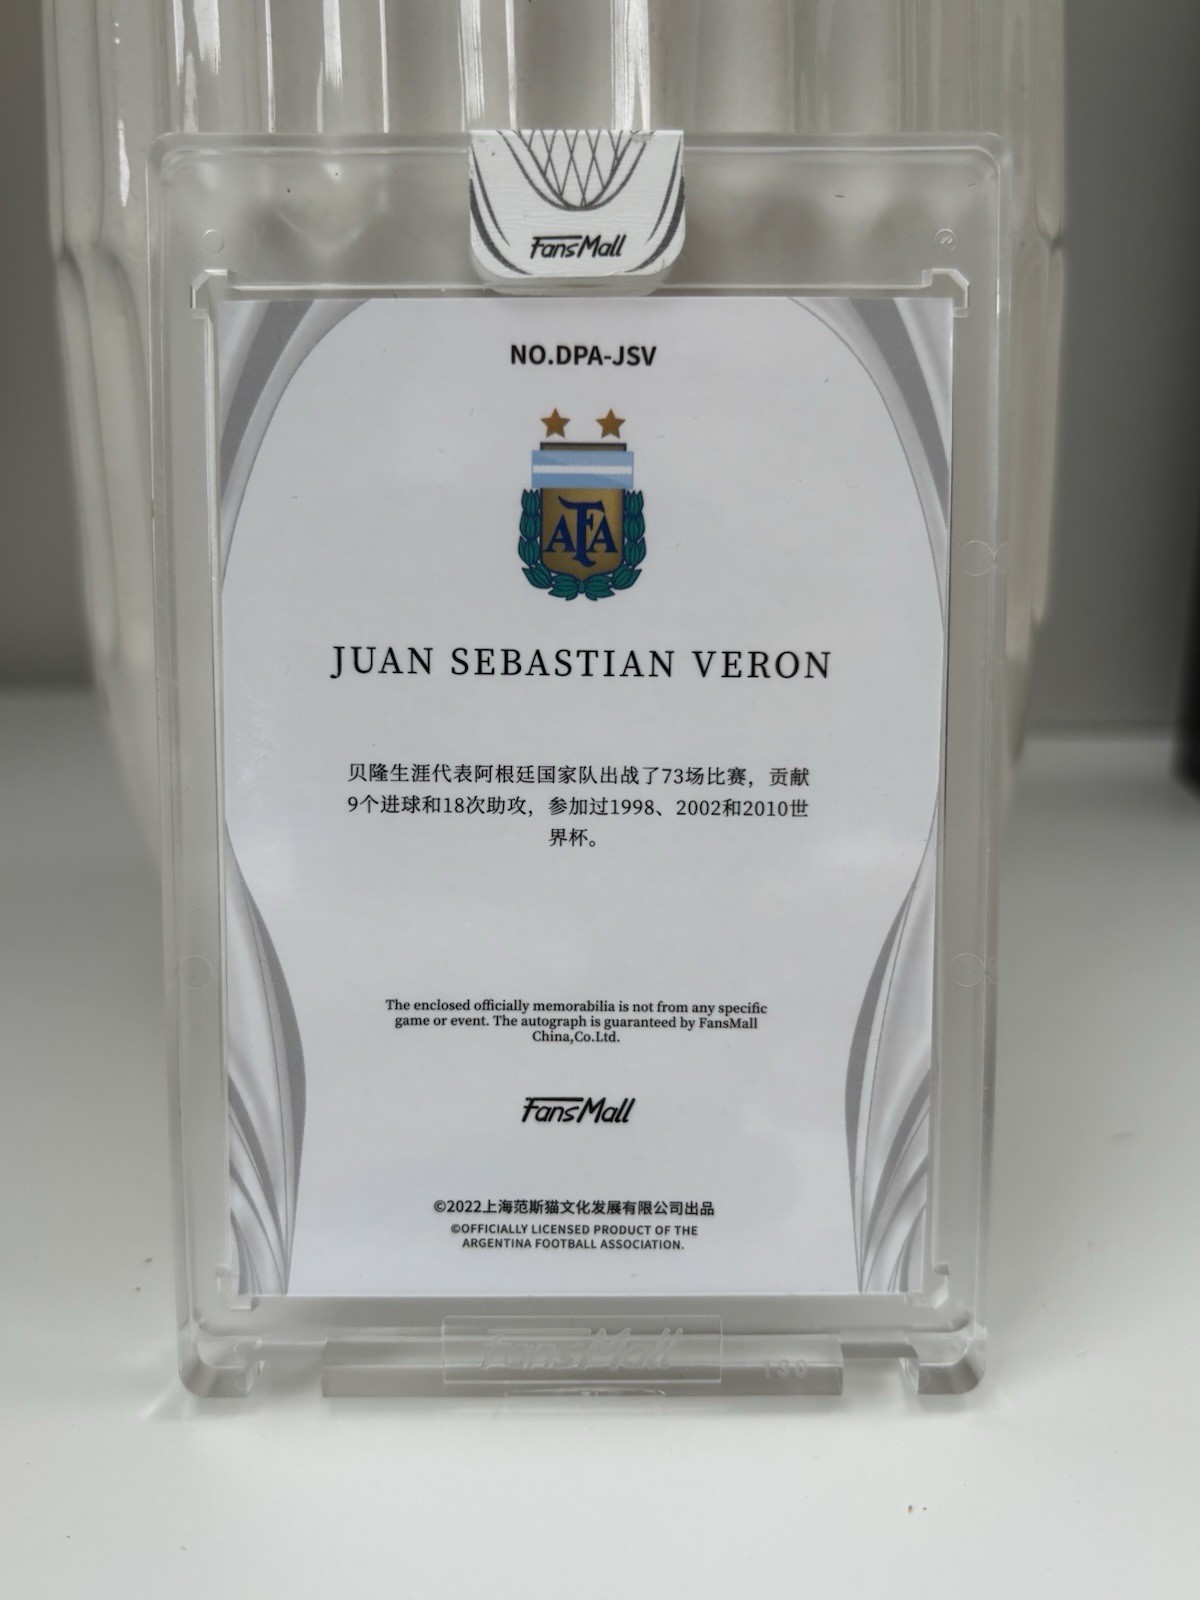 FansMall
NO.DPA-JSV
AFA
JUAN SEBASTIAN VERON
贝隆生涯代表阿根廷国家队出战了73场比赛，贡献
9个进球和18次助攻，参加过1998、2002和2010世
界杯。
The enclosed officially memorabilia is not from any specific
game or event. The autograph is guaranteed by FansMall
China,Co.Ltd.
FansMall
©2022上海范斯猫文化发展有限公司出品
©OFFICIALLY LICENSED PRODUCT OF THE
ARGENTINA FOOTBALL ASSOCIATION.
FansMall